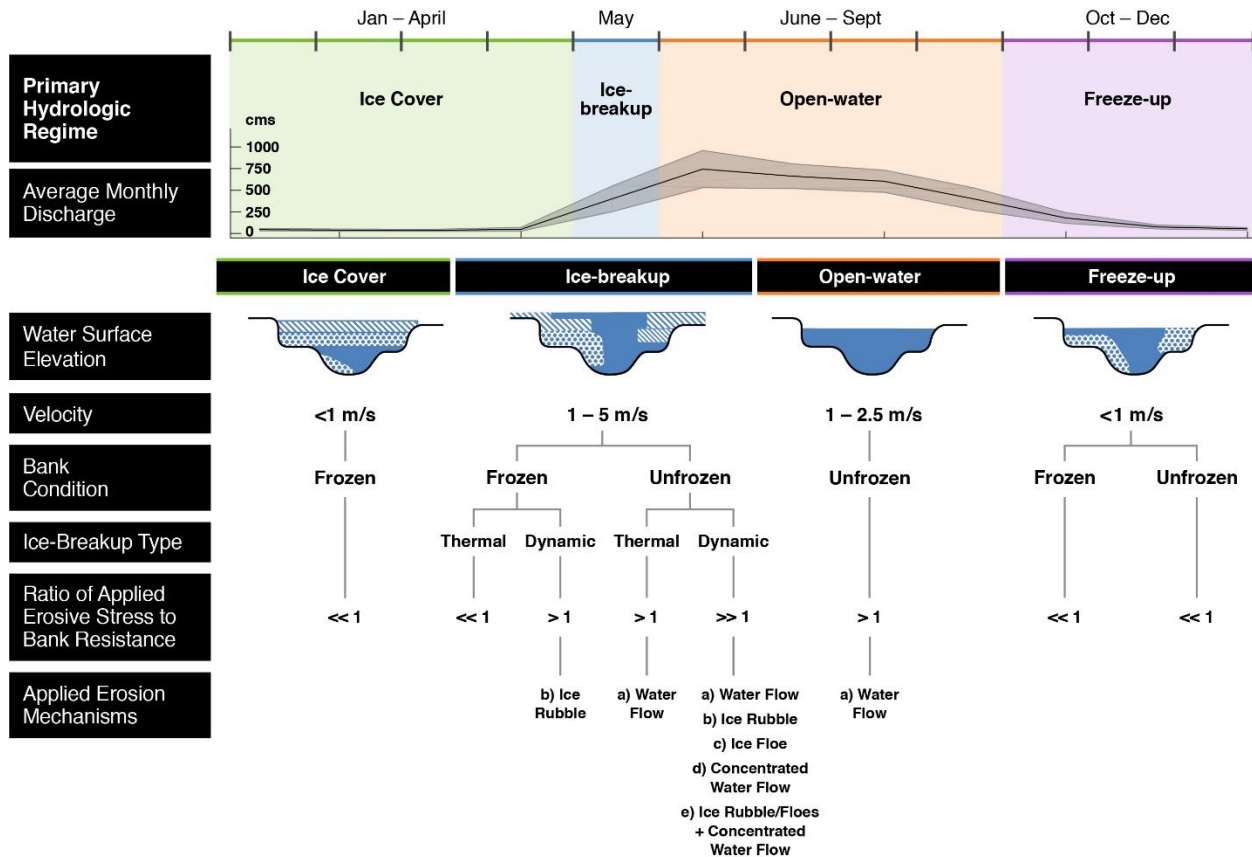 Jan – April
May
June – Sept
Oct – Dec
Primary
Hydrologic
Regime
Ice Cover
Ice-
breakup
Open-water
Freeze-up
Average Monthly
Discharge
cms
1000
750
500
250
0
Ice Cover
Ice-breakup
Open-water
Freeze-up
Water Surface
Elevation
Velocity
<1 m/s
1 – 5 m/s
1 – 2.5 m/s
<1 m/s
Bank
Condition
Frozen
Frozen
Unfrozen
Unfrozen
Frozen
Unfrozen
Ice-Breakup Type
Thermal
Dynamic
Thermal
Dynamic
Ratio of Applied
Erosive Stress to
Bank Resistance
<< 1
<< 1
> 1
> 1
>> 1
> 1
<< 1
<< 1
Applied Erosion
Mechanisms
b) Ice
Rubble
a) Water
Flow
a) Water Flow
b) Ice Rubble
c) Ice Floe
d) Concentrated
Water Flow
e) Ice Rubble/Floes
+ Concentrated
Water Flow
a) Water
Flow